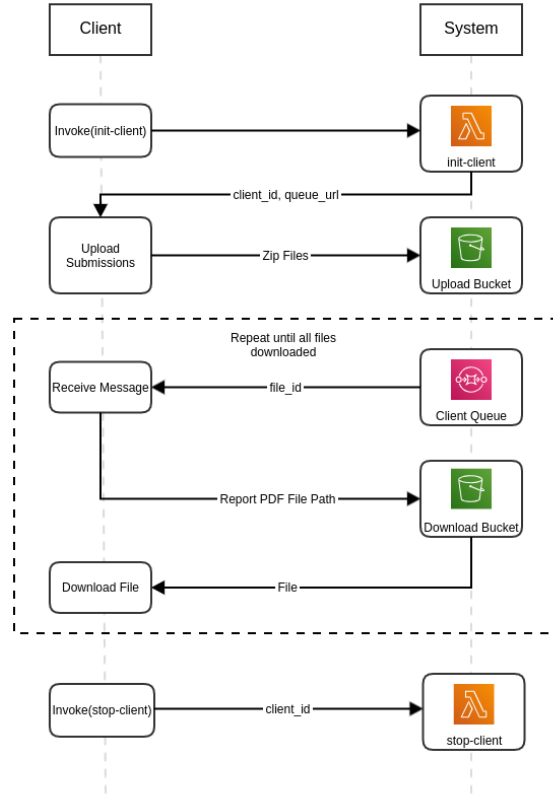 Client
System
Invoke(init-client)
init-client
client_id, queue_url
Upload
Submissions
Zip Files
Upload Bucket
Repeat until all files
downloaded
Receive Message
file_id
Client Queue
Report PDF File Path
Download Bucket
Download File
File
Invoke(stop-client)
client_id
stop-client